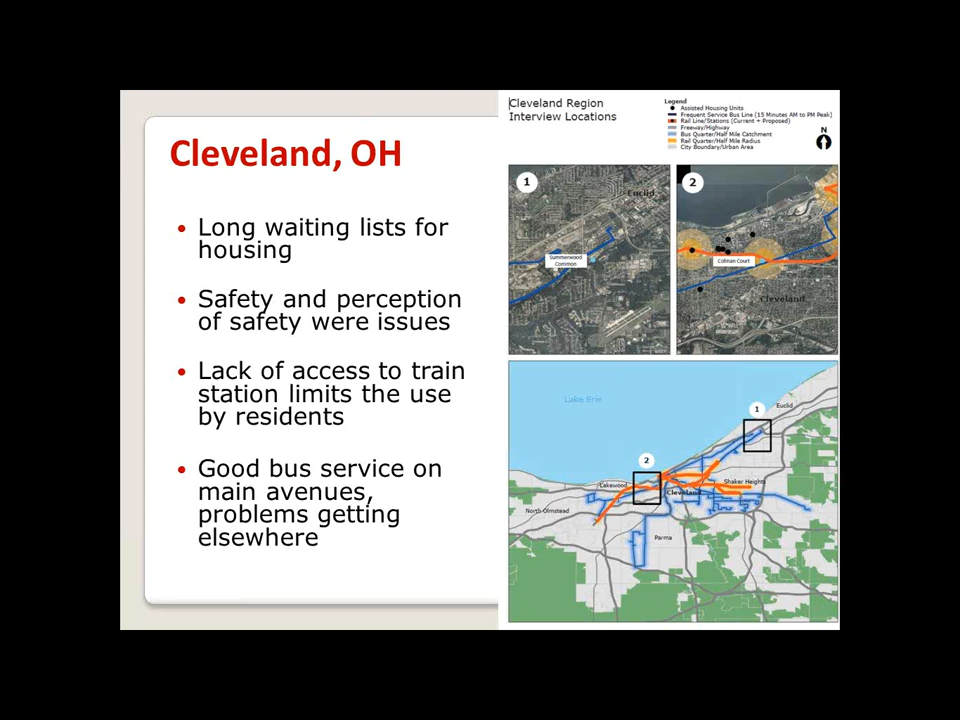 Cleveland, OH
• Long waiting lists for
housing
• Safety and perception
of safety were issues
• Lack of access to train
station limits the use
by residents
• Good bus service on
main avenues,
problems getting
elsewhere
Cleveland Region
Interview Locations
Legend
Assisted Housing Units
Frequent Service Bus Line (15 Minutes AM to PM Peak)
Rail Line/Stations (Current + Proposed)
Freeway/Highway
Bus Quarter/Half Mile Catchment
Rail Quarter/Half Mile Radius
City Boundary/Urban Area
N
1
Euclid
Summerwood
Common
2
Colman Court
Cleveland
Lake Erie
1
Euclid
2
Lakewood
Cleveland
Shaker Heights
North Olmstead
Parma